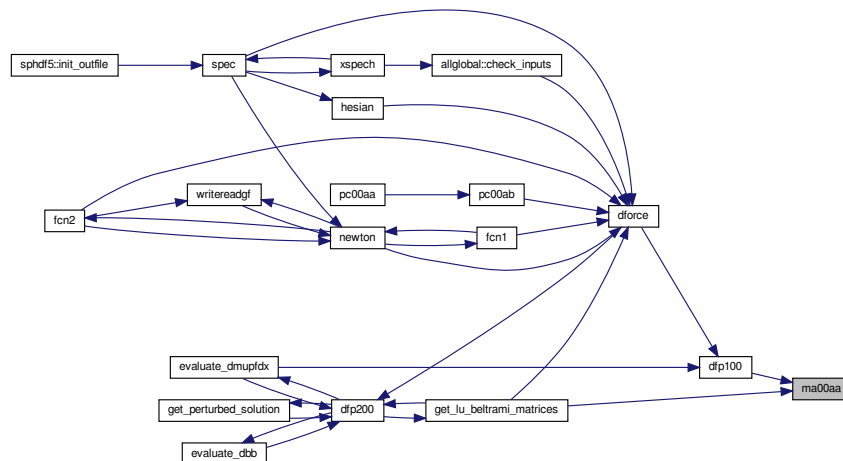 sphdf5::init_outfile
spec
xspech
allglobal::check_inputs
hesian
writereadgf
pc00aa
pc00ab
dforce
fcn2
newton
fcn1
evaluate_dmupfdx
dfp100
ma00aa
get_perturbed_solution
dfp200
get_lu_beltrami_matrices
evaluate_dbb